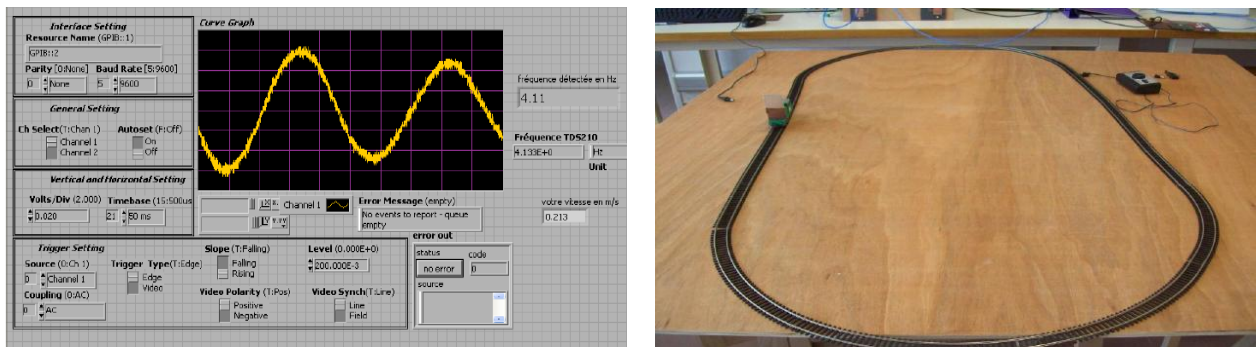 Interface Setting
Resource Name (GPIB::1)
GPIB::2
Parity [0:None] Baud Rate [5:9600]
0 None 5 9600
General Setting
Ch Select(T:Chan 1) Autoset (F:Off)
Channel 1 On
Channel 2 Off
Vertical and Horizontal Setting
Volts/Div (2.000) Timebase (15:500us
0.020 21 50 ms
Curve Graph
Channel 1
Error Message (empty)
No events to report - queue
empty
fréquence détectée en Hz
4.11
Fréquence TDS210
4.133E+0 Hz
Unit
votre vitesse en m/s
0.213
Trigger Setting
Source (0:Ch 1) Trigger Type(T:Edge)
0 Channel 1 Edge
Video
Coupling (0:AC)
0 AC
Slope (T:Falling) Level (0.000E+0)
Falling 200.000E-3
Rising
Video Polarity (T:Pos) Video Synch(T:Line)
Positive Line
Negative Field
error out
status code
no error 0
source